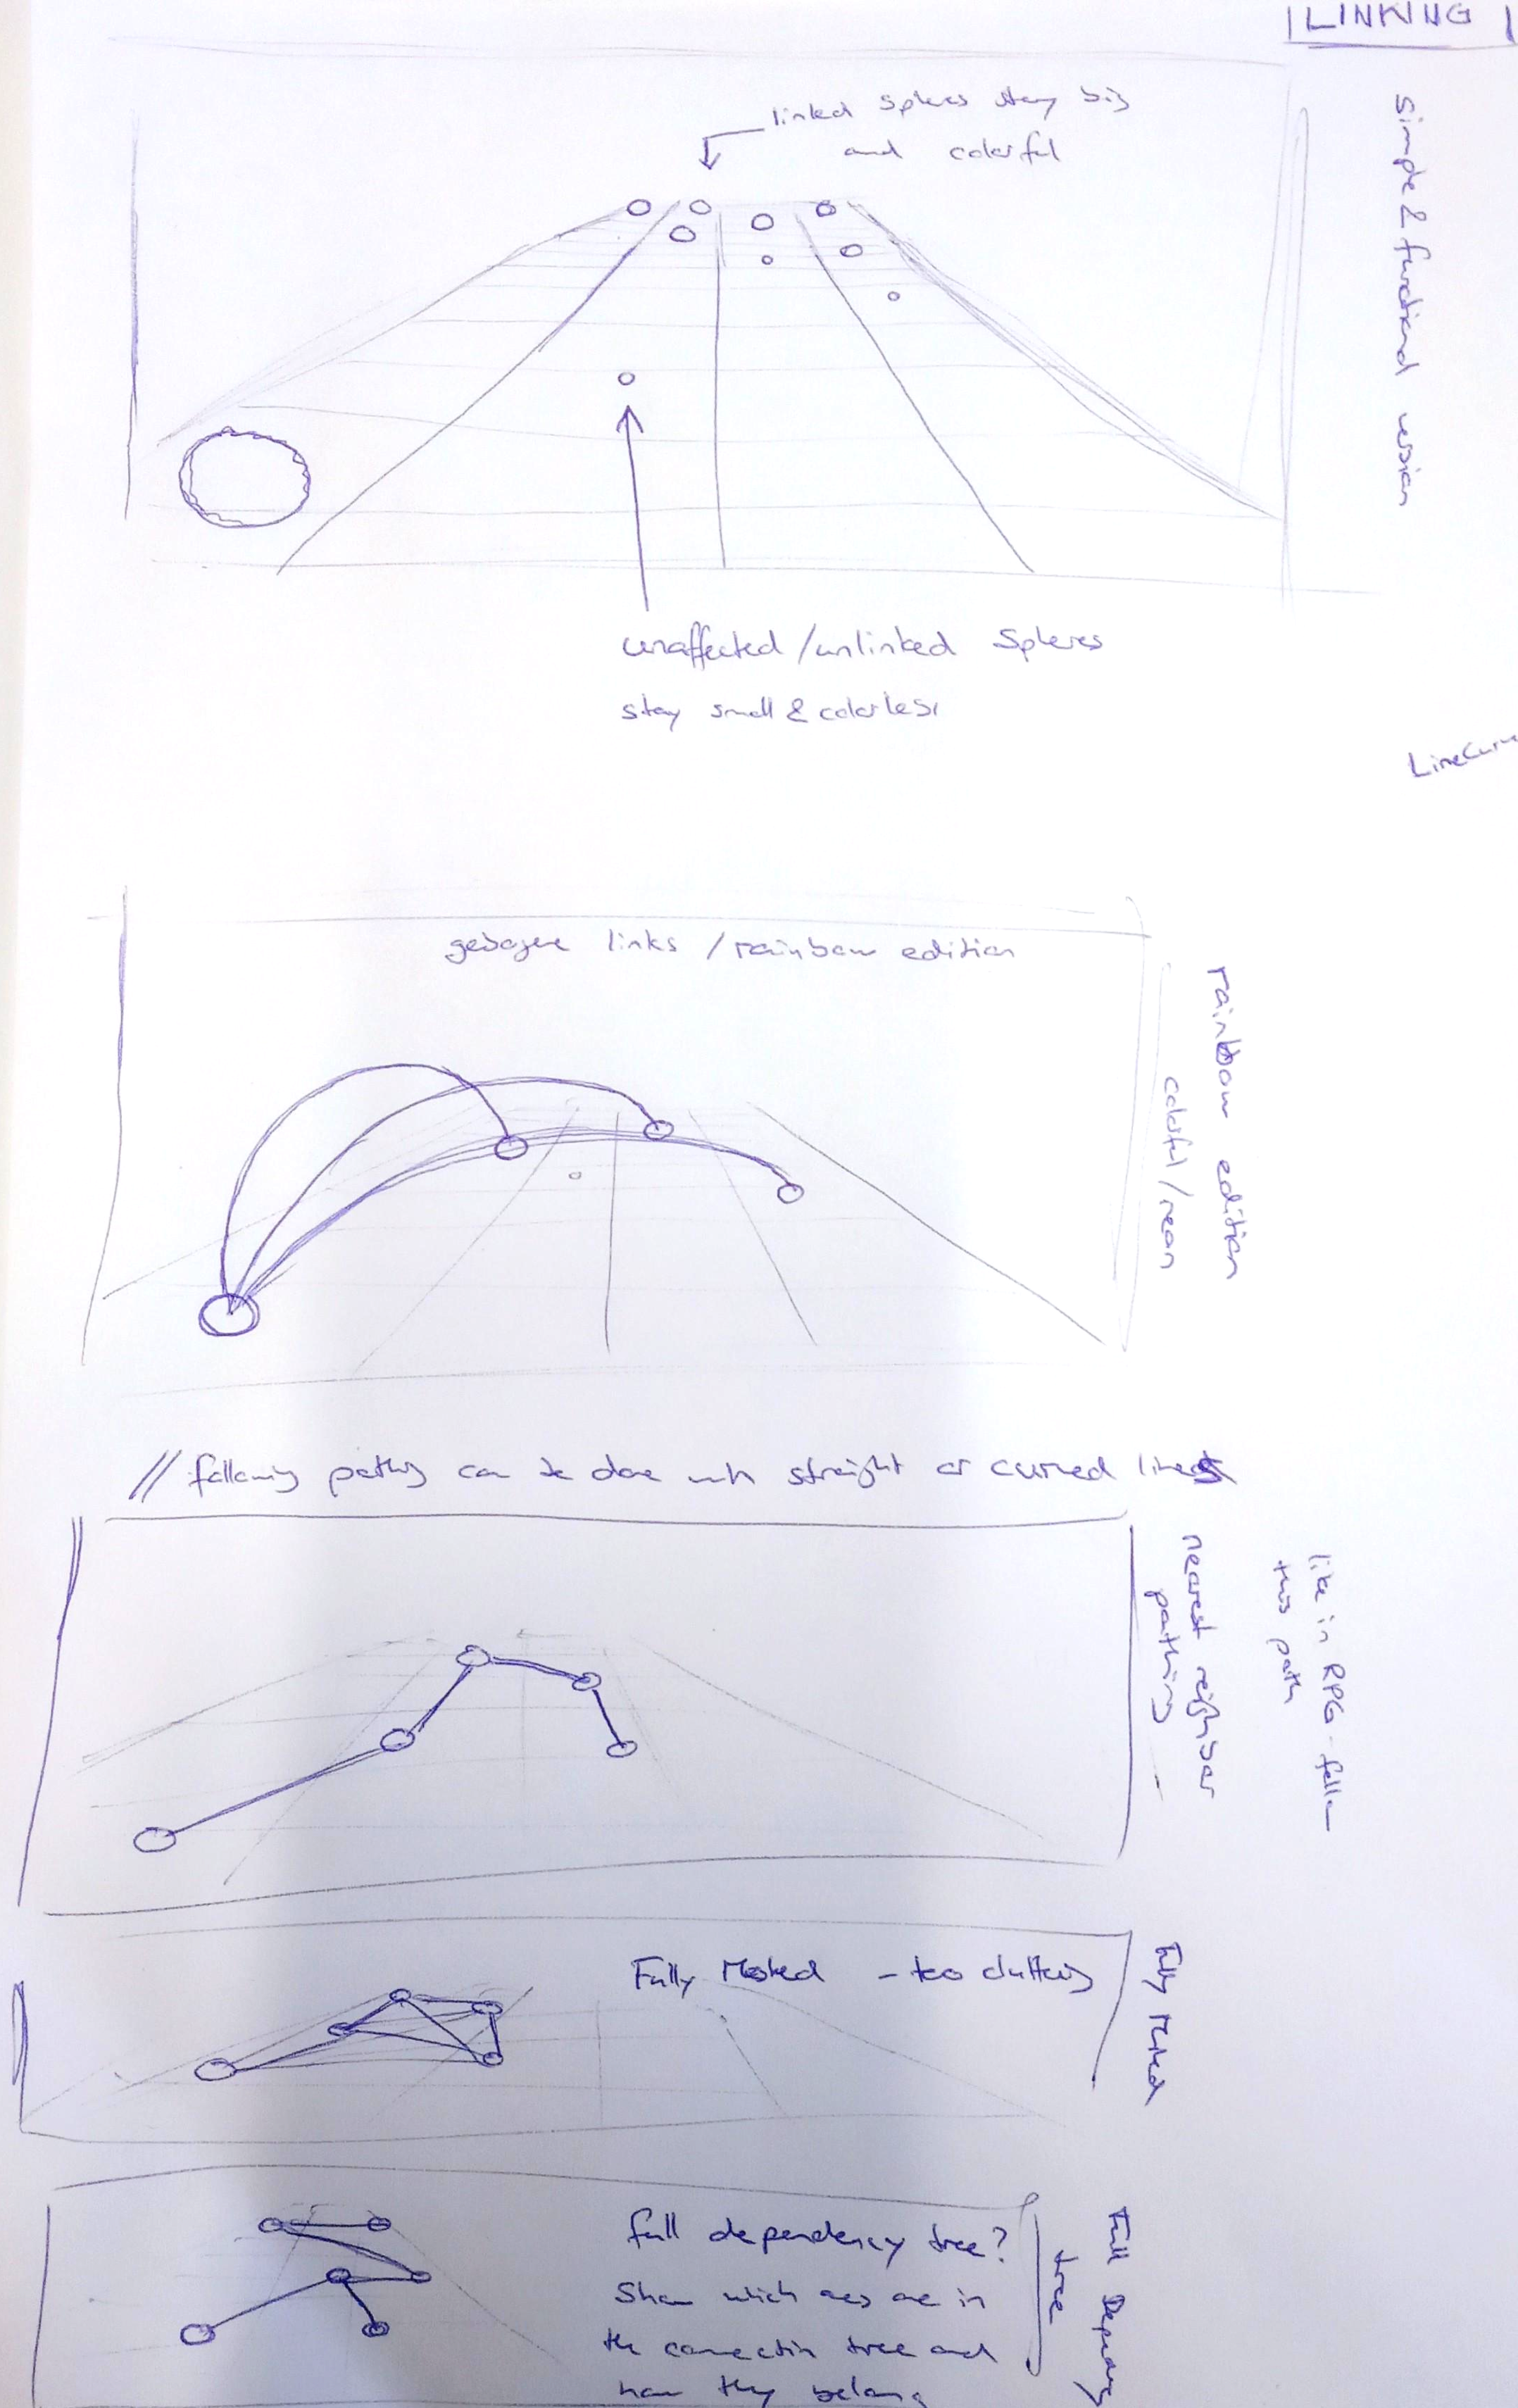 LINKING
linked spheres stay big
and colorful
simple & functional version
unaffected / unlinked Spheres
stay small & colorless
LineCurv
gebogene links / rainbow edition
rainbow edition
colorful / neon
// following paths can be done with straight or curved lines
nearest neighbor
pathing
like in RPG - follow
this path
Fully Meshed - too cluttery
Fully Meshed
full dependency tree?
Show which ones are in
the connection tree and
how they belong
Full Dependency
tree